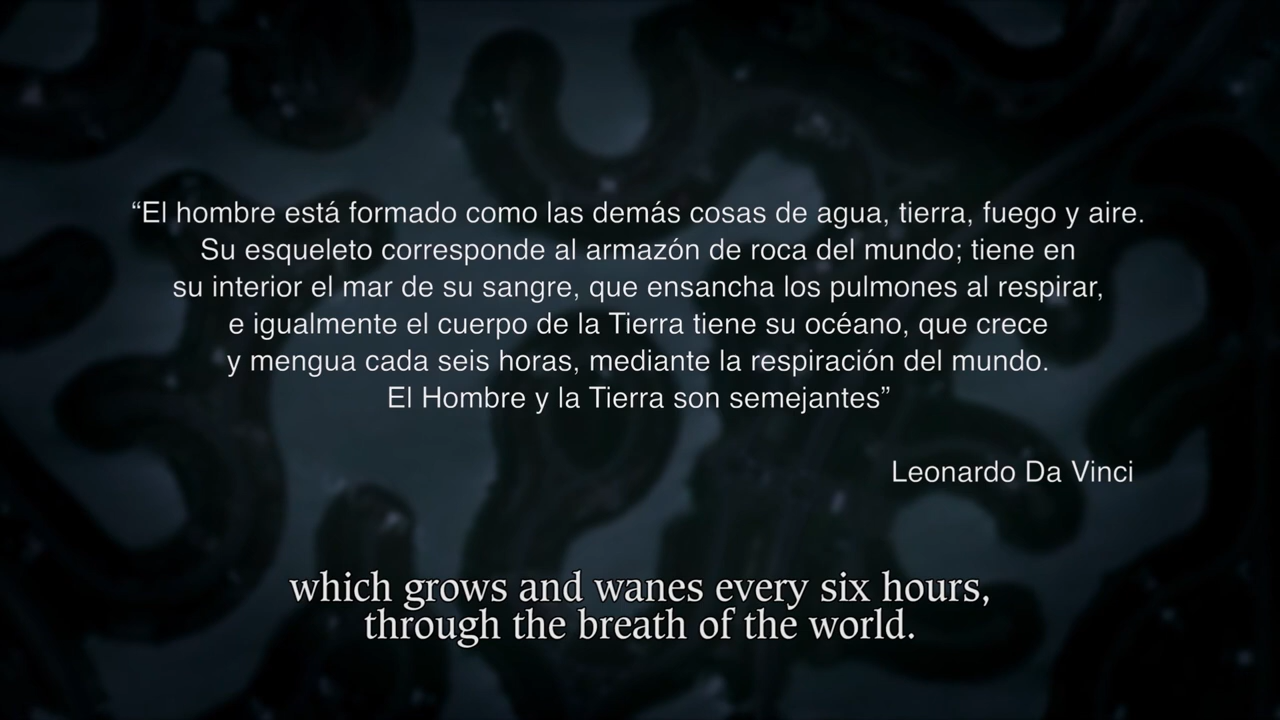 “El hombre está formado como las demás cosas de agua, tierra, fuego y aire.
Su esqueleto corresponde al armazón de roca del mundo; tiene en
su interior el mar de su sangre, que ensancha los pulmones al respirar,
e igualmente el cuerpo de la Tierra tiene su océano, que crece
y mengua cada seis horas, mediante la respiración del mundo.
El Hombre y la Tierra son semejantes”
Leonardo Da Vinci
which grows and wanes every six hours,
through the breath of the world.